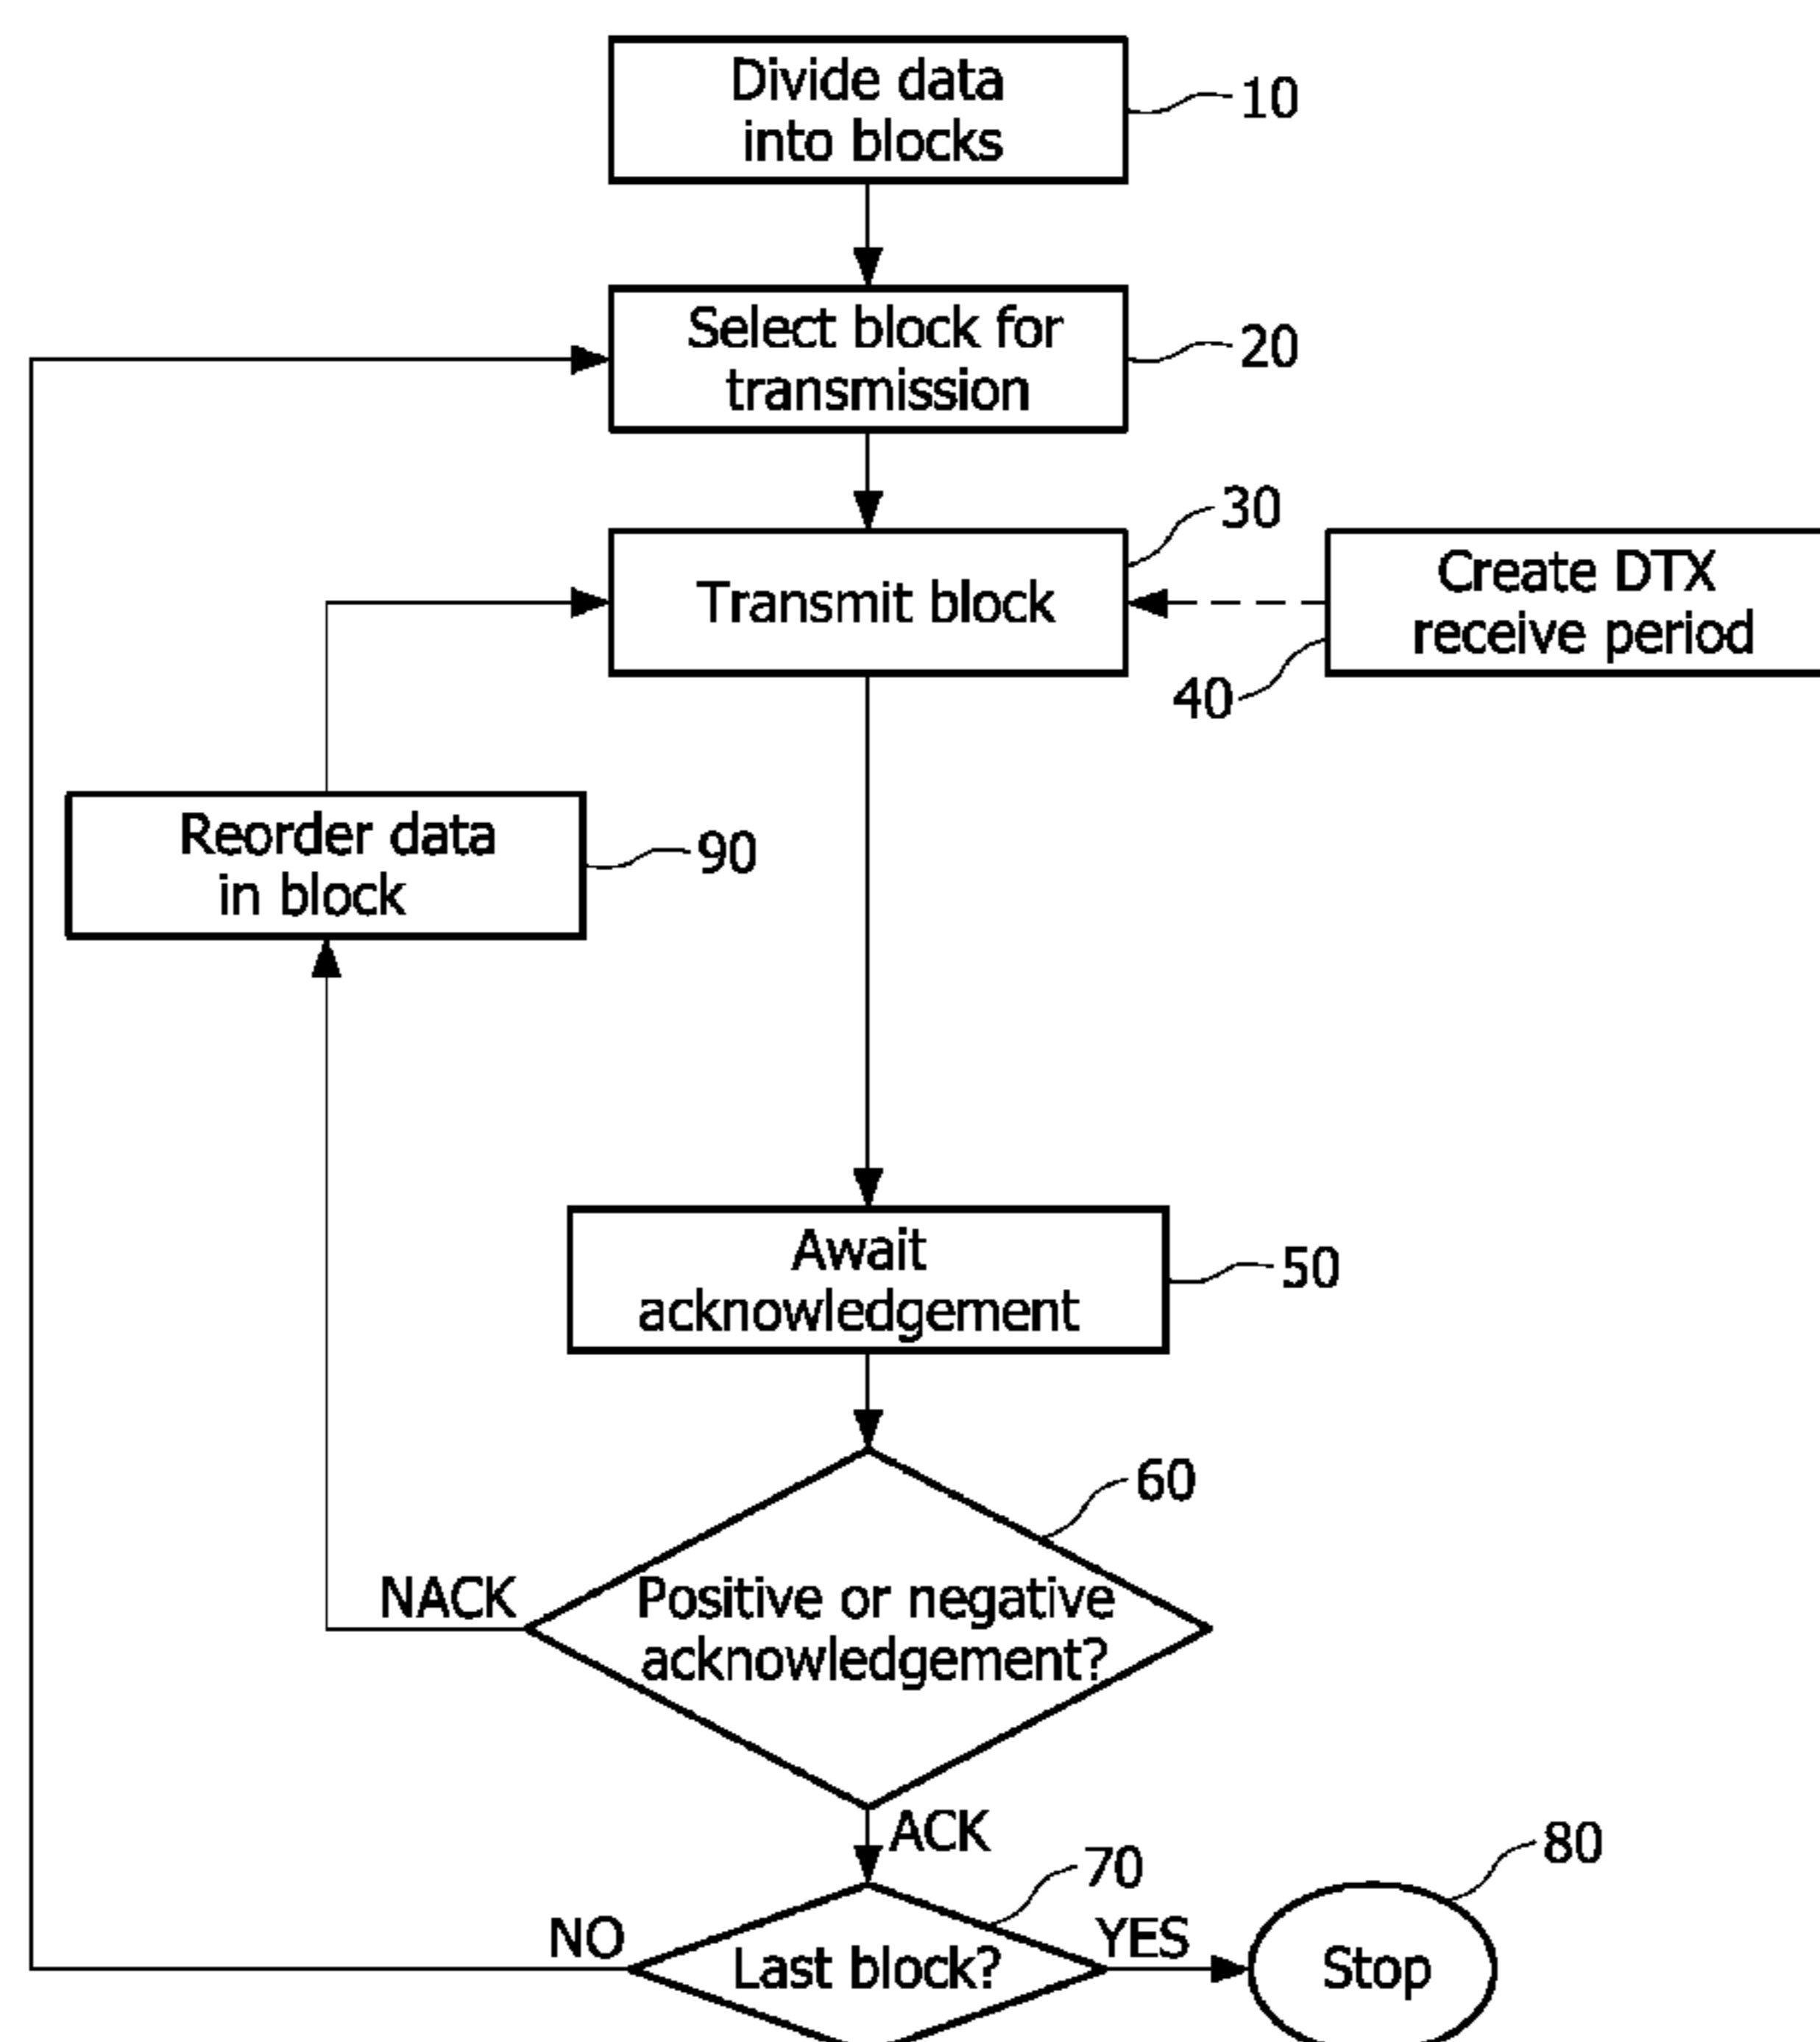 Divide data
into blocks
10
Select block for
transmission
20
30
Transmit block
Create DTX
receive period
40
Reorder data
in block
90
Await
acknowledgement
50
60
NACK
Positive or negative
acknowledgement?
ACK
70
80
NO
Last block?
YES
Stop